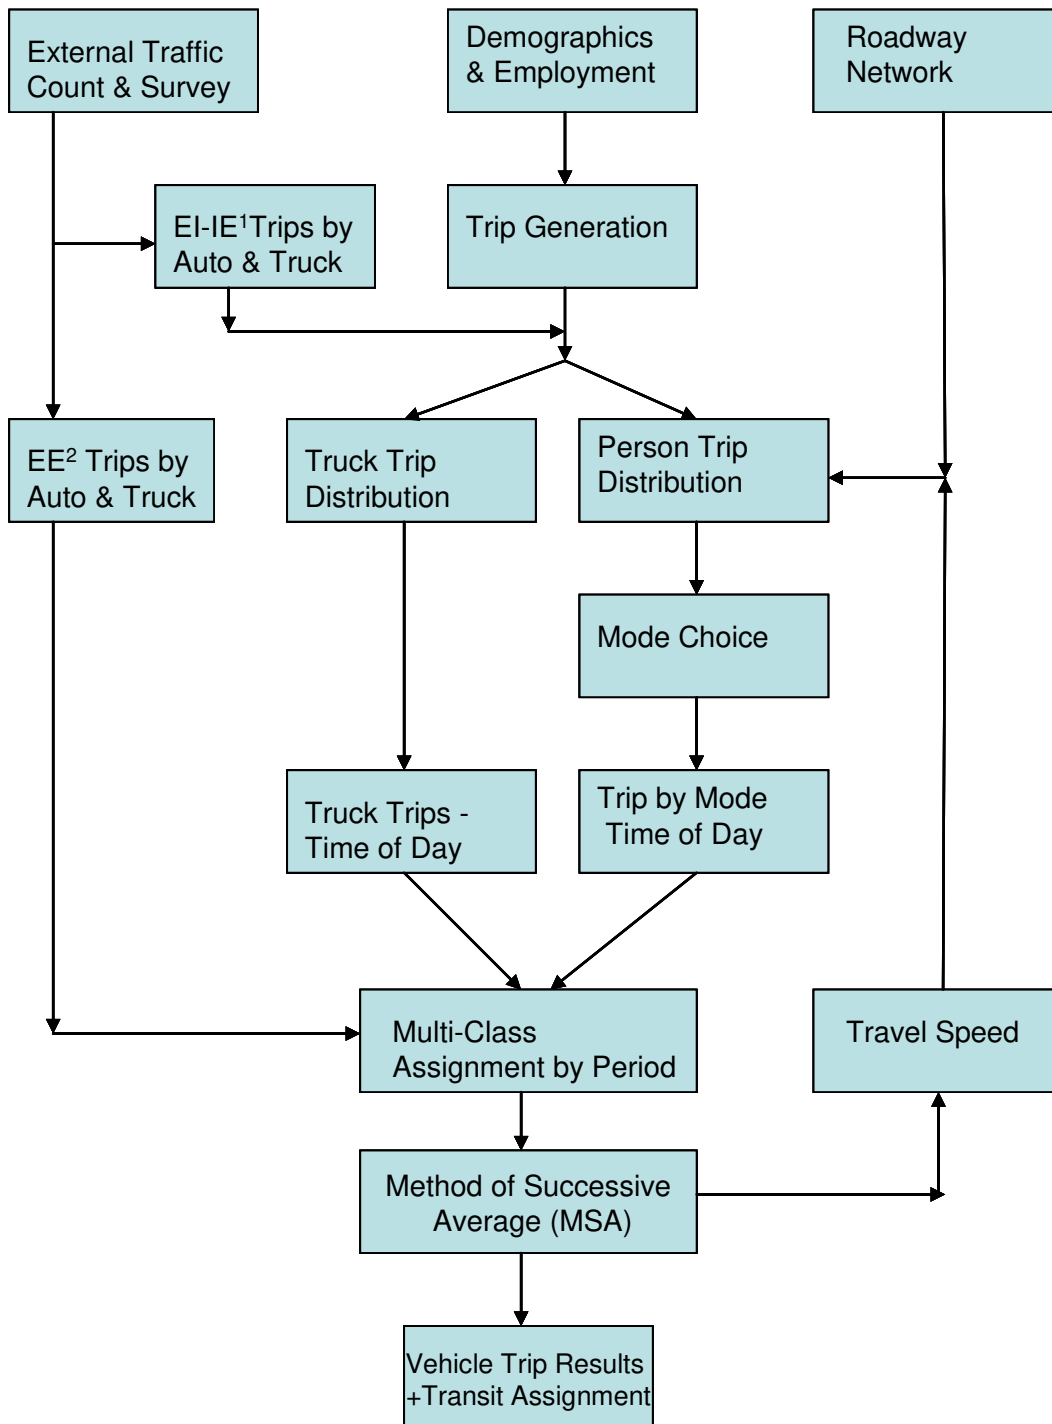 External Traffic
Count & Survey
Demographics
& Employment
Roadway
Network
EI-IE¹Trips by
Auto & Truck
Trip Generation
EE² Trips by
Auto & Truck
Truck Trip
Distribution
Person Trip
Distribution
Mode Choice
Truck Trips -
Time of Day
Trip by Mode
Time of Day
Multi-Class
Assignment by Period
Travel Speed
Method of Successive
Average (MSA)
Vehicle Trip Results
+Transit Assignment